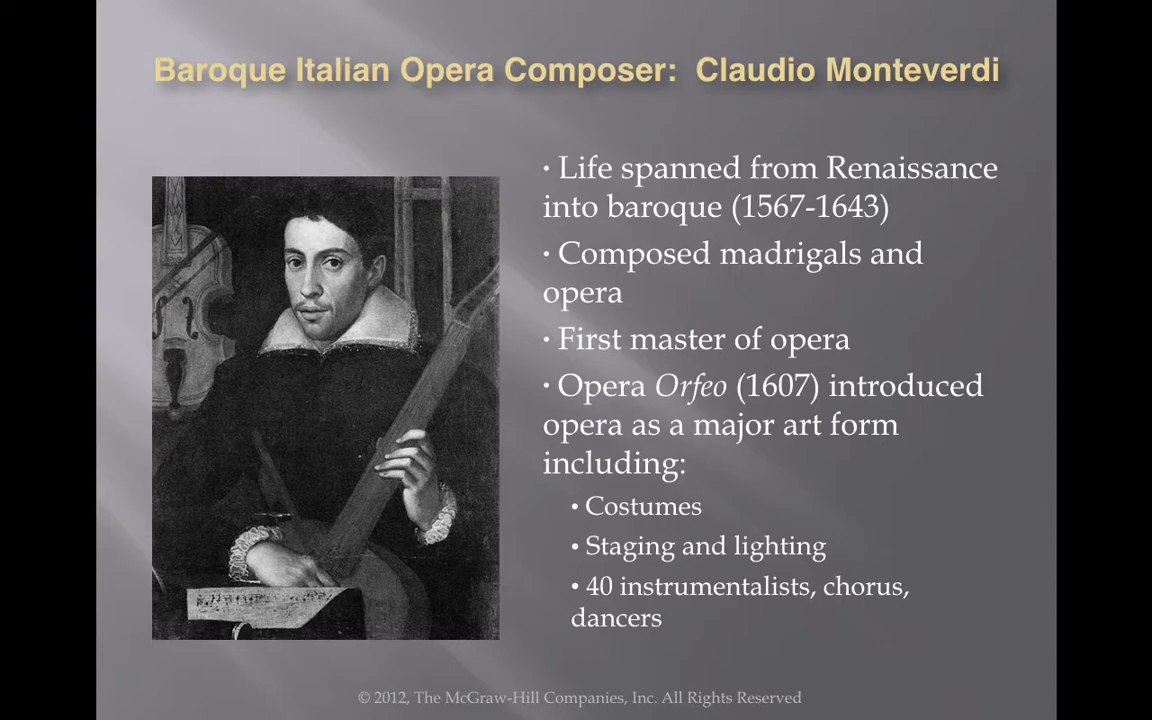 Baroque Italian Opera Composer:  Claudio Monteverdi
• Life spanned from Renaissance
into baroque (1567-1643)
• Composed madrigals and
opera
• First master of opera
• Opera Orfeo (1607) introduced
opera as a major art form
including:
• Costumes
• Staging and lighting
• 40 instrumentalists, chorus,
dancers
© 2012, The McGraw-Hill Companies, Inc. All Rights Reserved